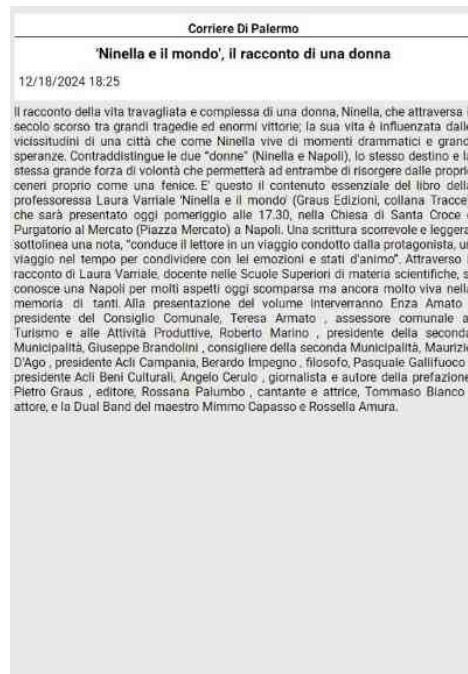 Corriere Di Palermo
'Ninella e il mondo', il racconto di una donna
12/18/2024 18:25
Il racconto della vita travagliata e complessa di una donna, Ninella, che attraversa
secolo scorso tra grandi tragedie ed enormi vittorie; la sua vita è influenzata dalle
vicissitudini di una città che come Ninella vive di momenti drammatici e grand
speranze. Contraddistingue le due "donne" (Ninella e Napoli), lo stesso destino e la
stessa grande forza di volontà che permetterà ad entrambe di risorgere dalle proprie
ceneri proprio come una fenice. E' questo il contenuto essenziale del libro della
professoressa Laura Varriale 'Ninella e il mondo' (Graus Edizioni, collana Tracce)
che sarà presentato oggi pomeriggio alle 17.30, nella Chiesa di Santa Croce e
Purgatorio al Mercato (Piazza Mercato) a Napoli. Una scrittura scorrevole e leggera,
sottolinea una nota, "conduce il lettore in un viaggio condotto dalla protagonista, un
viaggio nel tempo per condividere con lei emozioni e stati d'animo". Attraverso
racconto di Laura Varriale, docente nelle Scuole Superiori di materia scientifiche, s
conosce una Napoli per molti aspetti oggi scomparsa ma ancora molto viva nella
memoria di tanti. Alla presentazione del volume interverranno Enza Amato ,
presidente del Consiglio Comunale, Teresa Armato , assessore comunale al
Turismo e alle Attività Produttive, Roberto Marino , presidente della seconda
Municipalità, Giuseppe Brandolini , consigliere della seconda Municipalità, Maurizio
D'Ago , presidente Acli Campania, Berardo Impegno , filosofo, Pasquale Gallifuoco ,
presidente Acli Beni Culturali, Angelo Cerulo , giornalista e autore della prefazione,
Pietro Graus , editore, Rossana Palumbo , cantante e attrice, Tommaso Bianco ,
attore, e la Dual Band del maestro Mimmo Capasso e Rossella Amura.